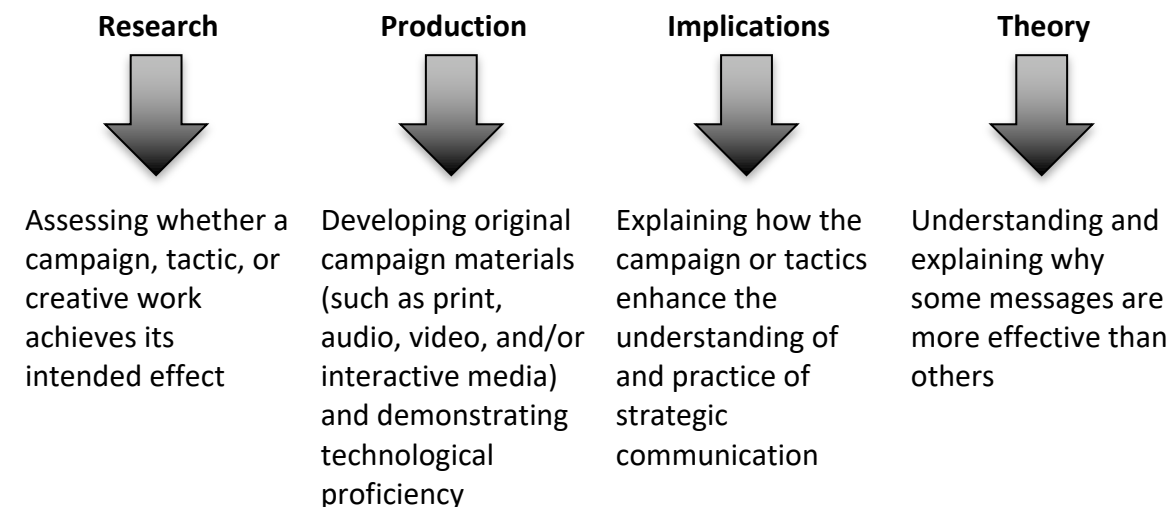 Research
Production
Implications
Theory
Assessing whether a
campaign, tactic, or
creative work
achieves its
intended effect
Developing original
campaign materials
(such as print,
audio, video, and/or
interactive media)
and demonstrating
technological
proficiency
Explaining how the
campaign or tactics
enhance the
understanding of
and practice of
strategic
communication
Understanding and
explaining why
some messages are
more effective than
others